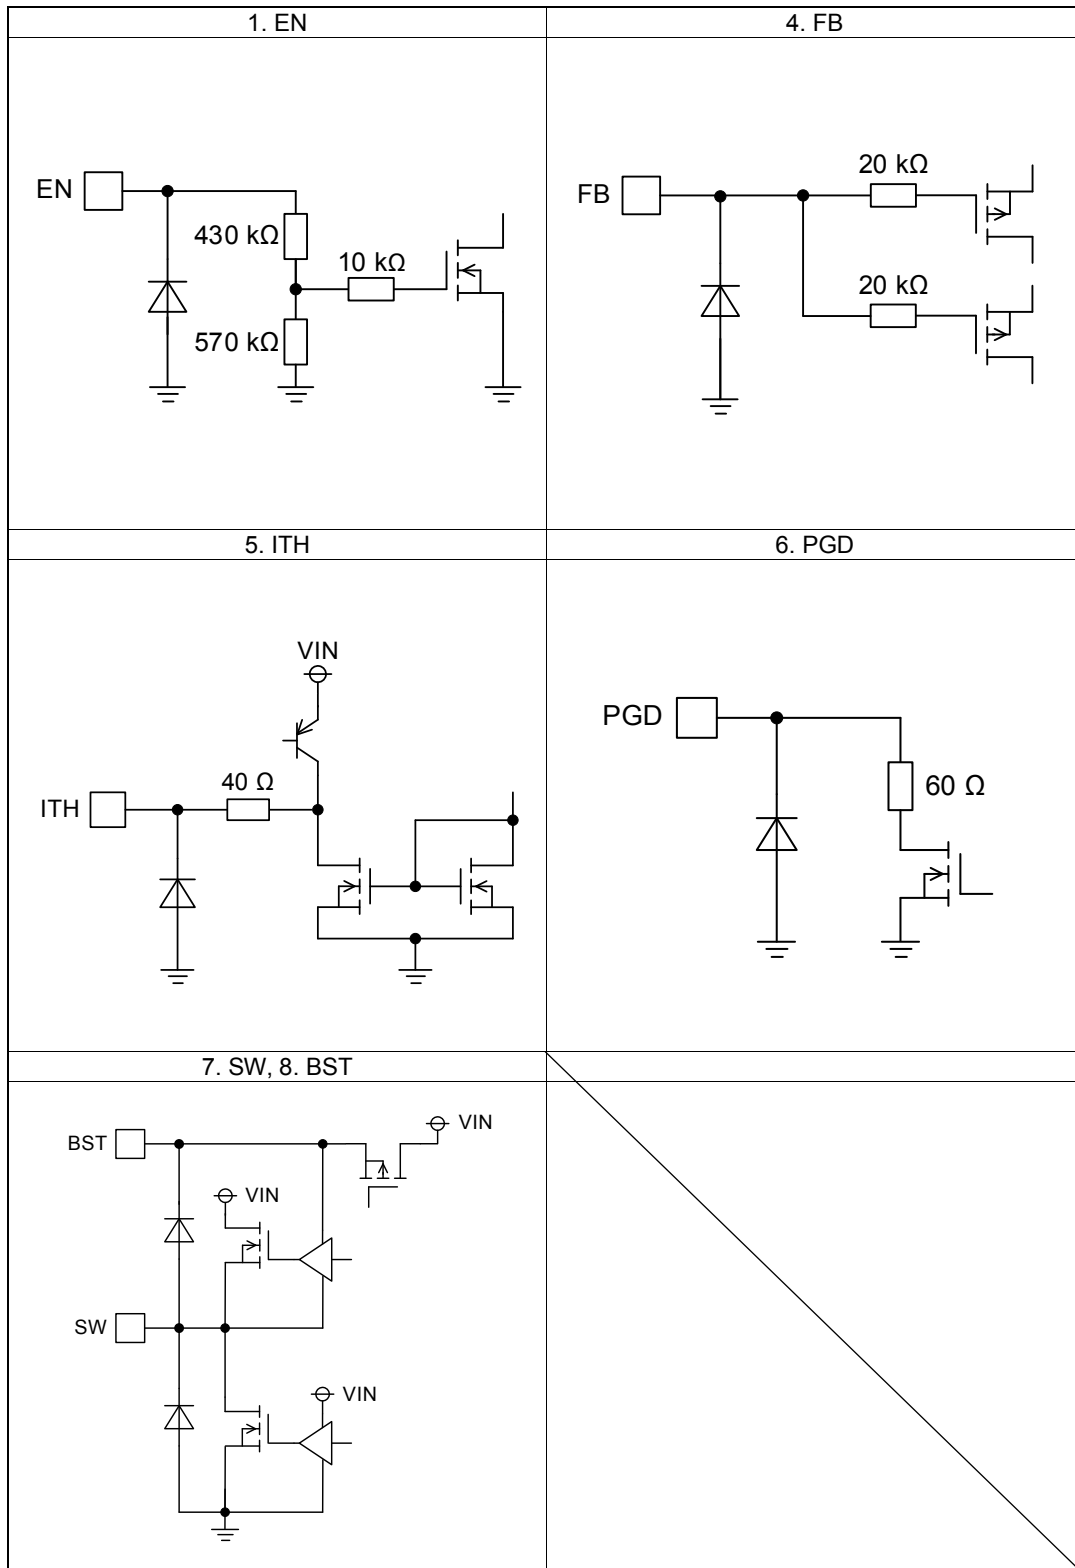 1. EN
4. FB
EN
430 kΩ
10 kΩ
570 kΩ
FB
20 kΩ
20 kΩ
5. ITH
6. PGD
VIN
40 Ω
ITH
PGD
60 Ω
7. SW, 8. BST
BST
VIN
VIN
SW
VIN